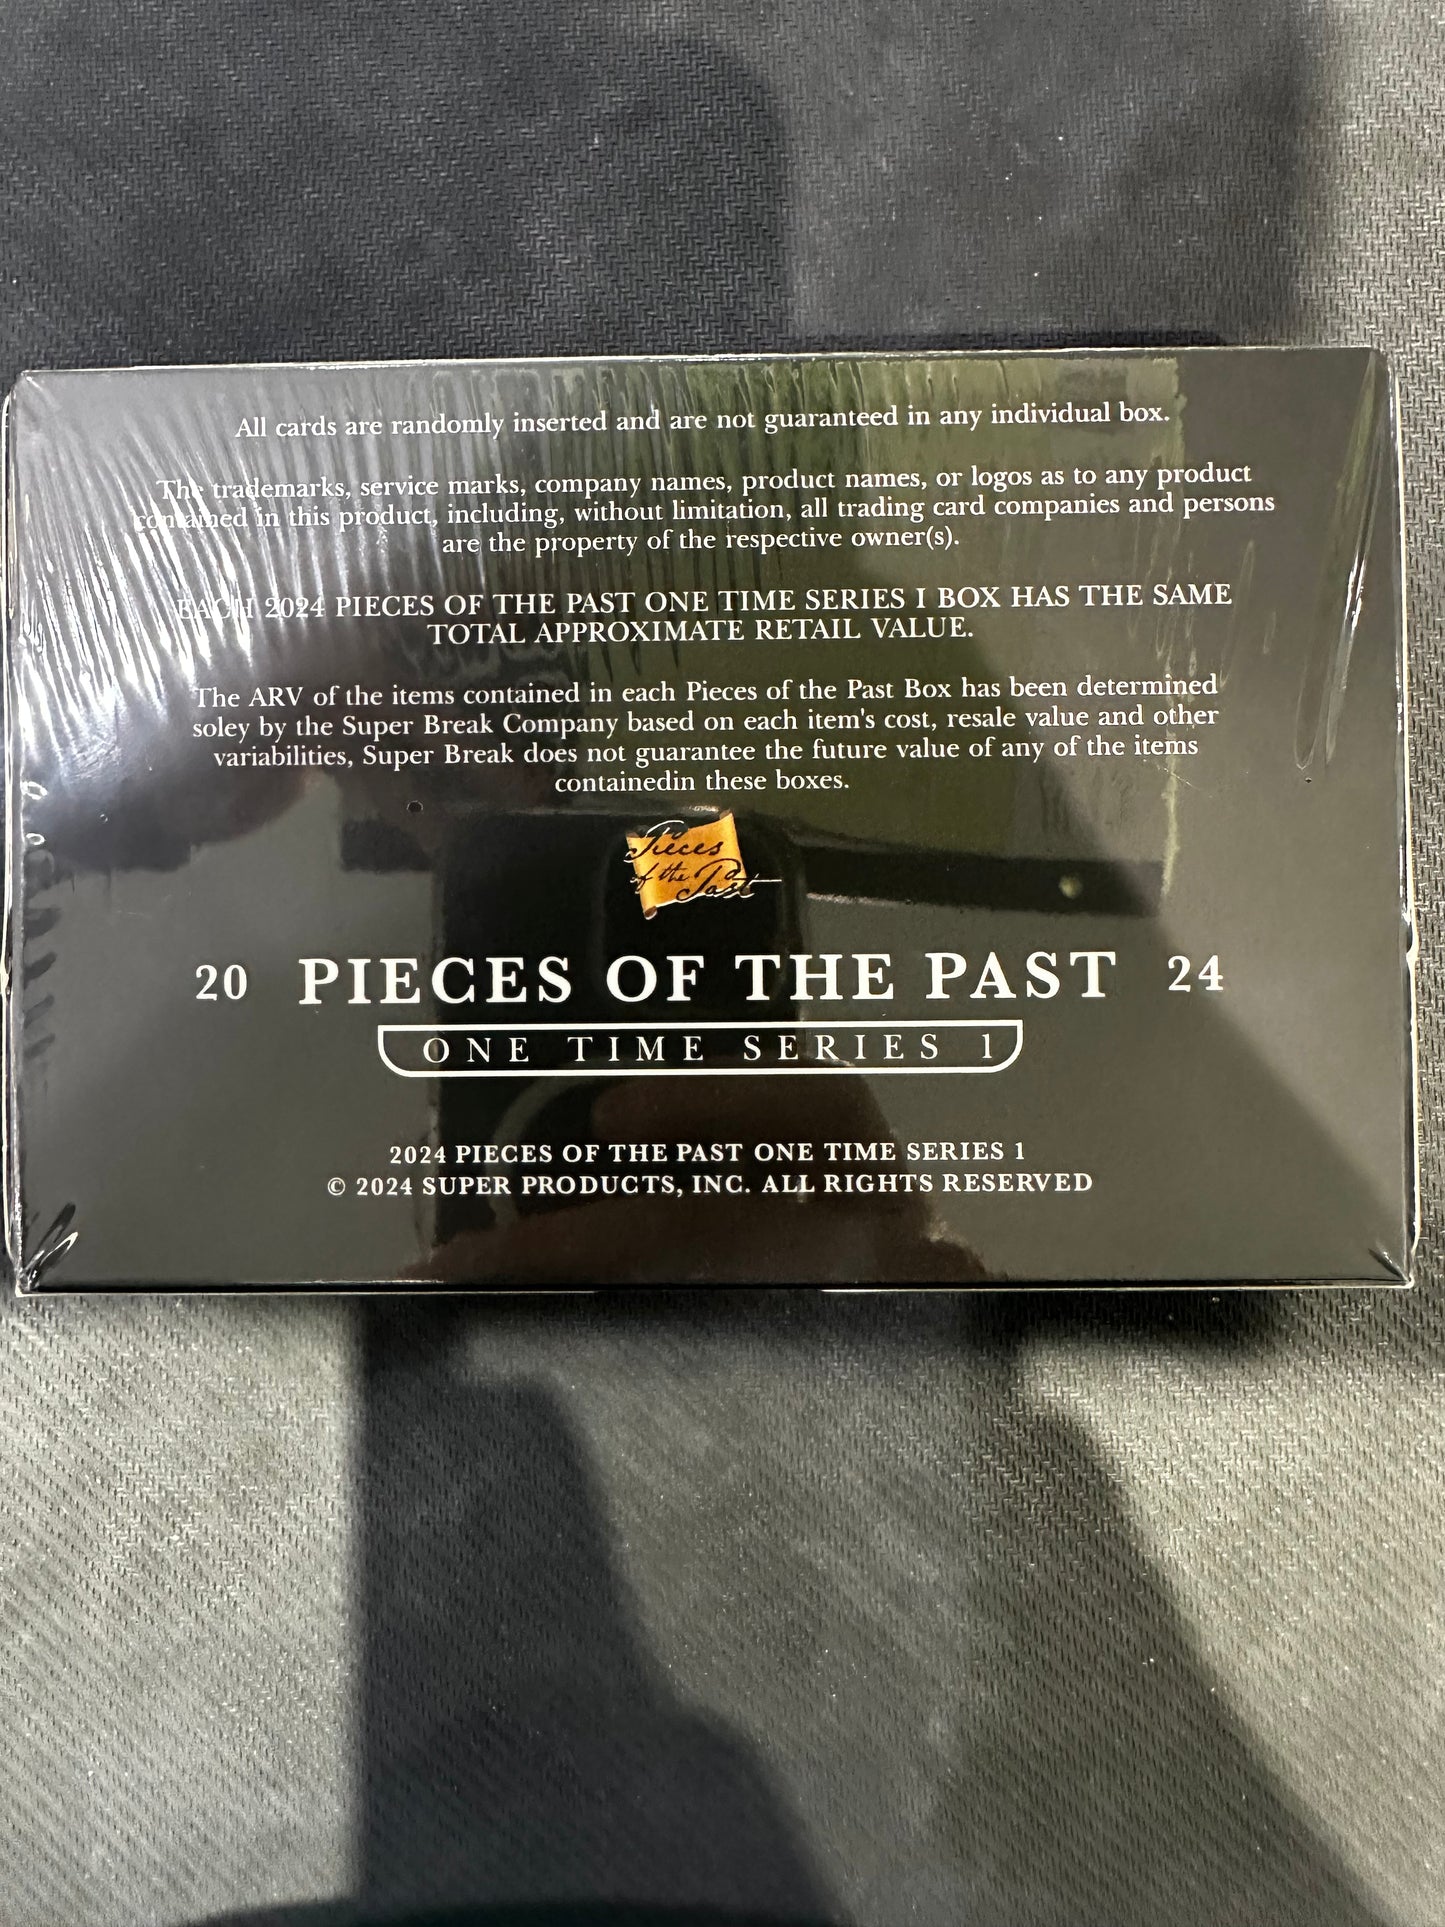 All cards are randomly inserted and are not guaranteed in any individual box.
The trademarks, service marks, company names, product names, or logos as to any product
contained in this product, including, without limitation, all trading card companies and persons
are the property of the respective owner(s).
EACH 2024 PIECES OF THE PAST ONE TIME SERIES I BOX HAS THE SAME
TOTAL APPROXIMATE RETAIL VALUE.
The ARV of the items contained in each Pieces of the Past Box has been determined
soley by the Super Break Company based on each item's cost, resale value and other
variabilities, Super Break does not guarantee the future value of any of the items
containedin these boxes.
Pieces
of the Past
20 PIECES OF THE PAST 24
ONE TIME SERIES 1
2024 PIECES OF THE PAST ONE TIME SERIES 1
© 2024 SUPER PRODUCTS, INC. ALL RIGHTS RESERVED